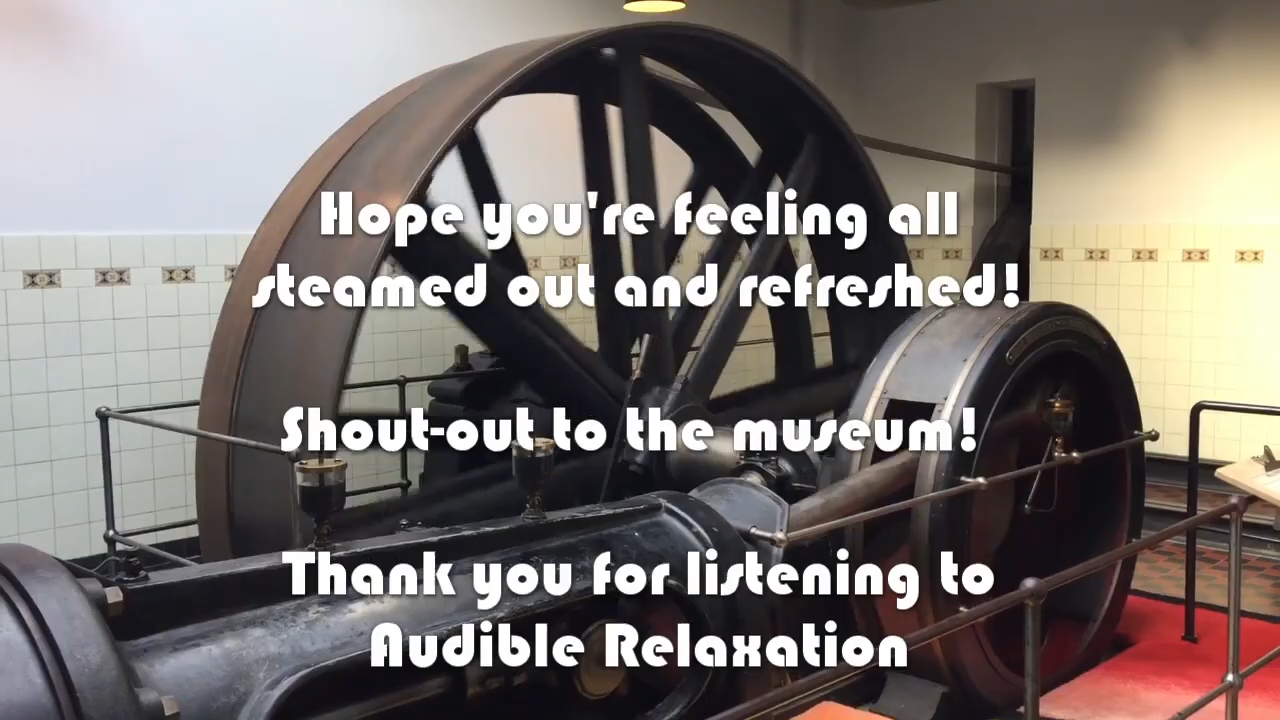 Hope you're feeling all
steamed out and refreshed!
Shout-out to the museum!
Thank you for listening to
Audible Relaxation